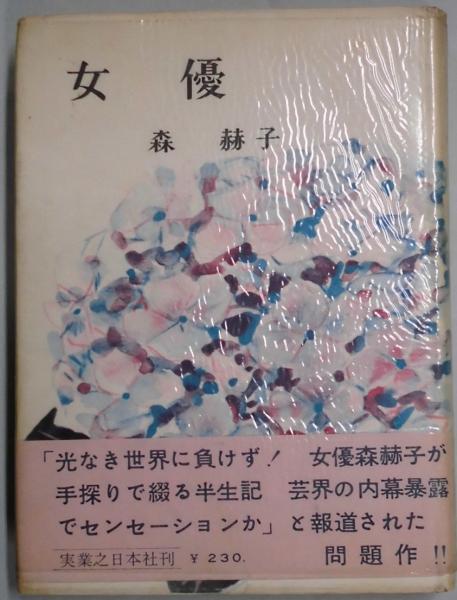 女 優
森 赫子
「光なき世界に負けず! 女優森赫子が
手探りで綴る半生記 芸界の内幕暴露
でセンセーションか」と報道された
問題作!!
実業之日本社刊 ¥ 230.